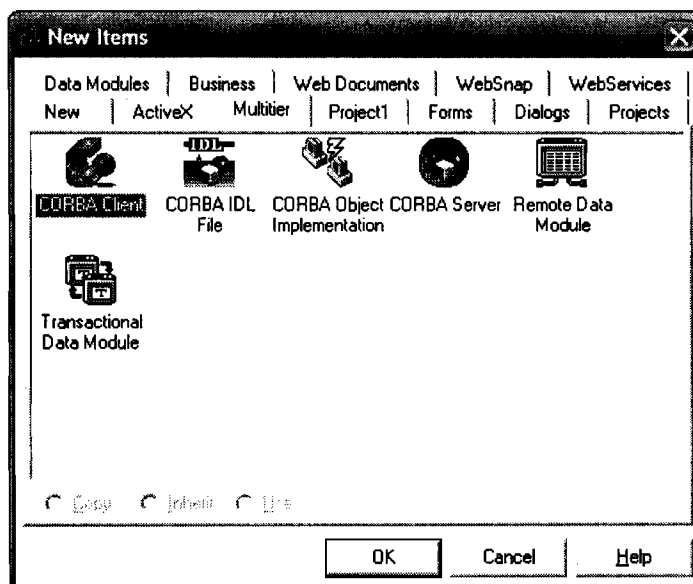 New Items
Data Modules Business Web Documents WebSnap WebServices
New ActiveX Multitier Project1 Forms Dialogs Projects
IDL
CORBA Client CORBA IDL CORBA Object CORBA Server Remote Data
File Implementation Module
T
T
Transactional
Data Module
Copy Inherit Use
OK Cancel Help